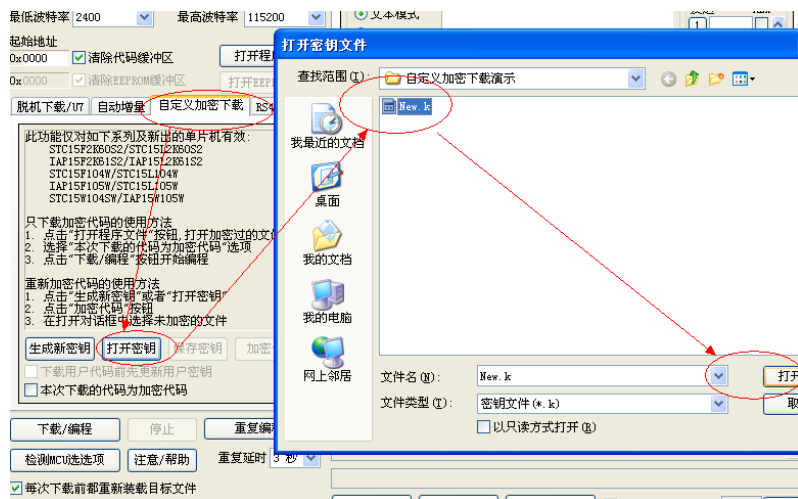 最低波特率 2400 最高波特率 115200
文本模式
起始地址
0x0000 清除代码缓冲区 打开程
0x0000 清除EEPROM缓冲区 打开EEP
脱机下载/U7 自动增量 自定义加密下载
此功能仅对如下系列及新出的单片机有效:
STC15F2K60S2/STC15L2K60S2
IAP15F2K61S2/IAP15L2K61S2
STC15F104W/STC15L104W
IAP15F105W/STC15L105W
STC15W104SW/IAP15W105W
只下载加密代码的使用方法
1. 点击"打开程序文件"按钮,打开加密过的文
2. 选择"本次下载的代码为加密代码"选项
3. 点击"下载/编程"按钮开始编程
重新加密代码的使用方法
1. 点击"生成新密钥"或者"打开密钥"
2. 点击"加密代码"按钮
3. 在打开对话框中选择未加密的文件
生成新密钥 打开密钥 保存密钥 加密
下载用户代码前先更新用户密钥
本次下载的代码为加密代码
下载/编程 停止 重复编
检测MCU选选项 注意/帮助 重复延时 3 秒
每次下载前都重新装载目标文件
打开密钥文件
查找范围(I): 自定义加密下载演示
New.k
我最近的文档
桌面
我的文档
我的电脑
网上邻居
文件名(N): New.k 打开
文件类型(T): 密钥文件(*.k) 取
以只读方式打开(R)